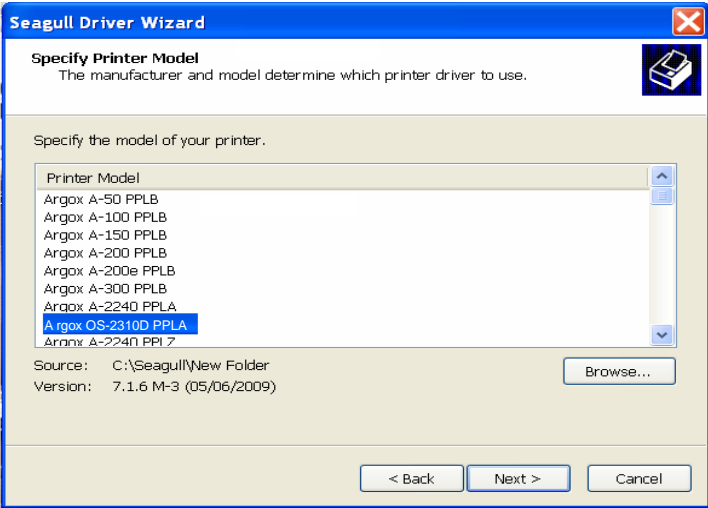 Seagull Driver Wizard
Specify Printer Model
The manufacturer and model determine which printer driver to use.
Specify the model of your printer.
Printer Model
Argox A-50 PPLB
Argox A-100 PPLB
Argox A-150 PPLB
Argox A-200 PPLB
Argox A-200e PPLB
Argox A-300 PPLB
Argox A-2240 PPLA
A rgox OS-2310D PPLA
Argox A-2240 PPLZ
Source: C:\Seagull\New Folder
Browse...
Version: 7.1.6 M-3 (05/06/2009)
< Back Next > Cancel